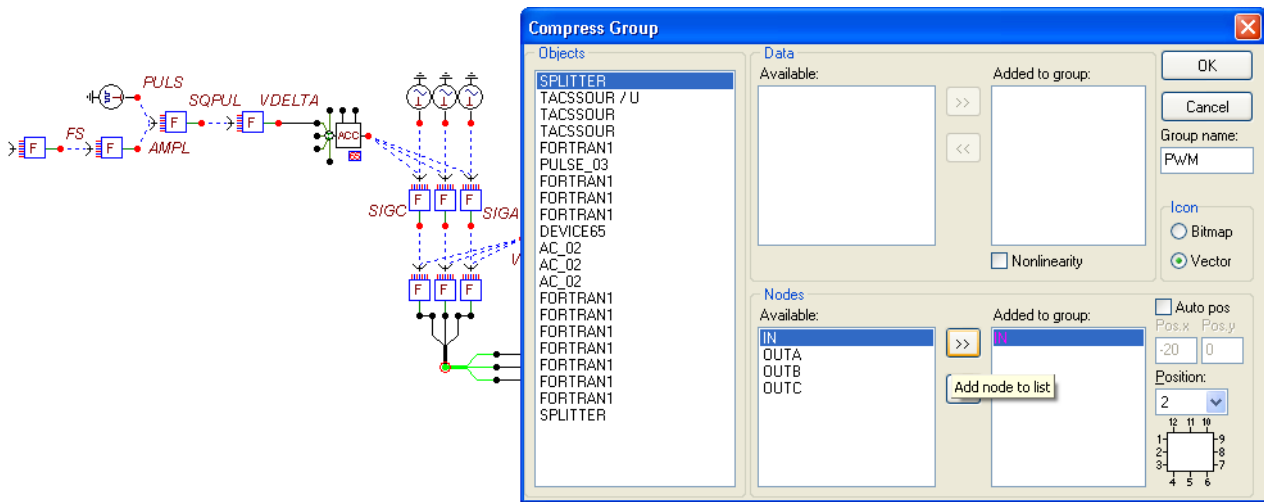 PULS
SQPUL
VDELTA
FS
AMPL
F
F
F
F
ACC
SIGC
SIGA
F
F
F
F
F
F
Compress Group
Objects
SPLITTER
TACSSOUR / U
TACSSOUR
TACSSOUR
FORTRAN1
PULSE_03
FORTRAN1
FORTRAN1
FORTRAN1
DEVICE65
AC_02
AC_02
AC_02
FORTRAN1
FORTRAN1
FORTRAN1
FORTRAN1
FORTRAN1
FORTRAN1
FORTRAN1
SPLITTER
Data
Available:
Added to group:
>>
<<
Nonlinearity
OK
Cancel
Group name:
PWM
Icon
Bitmap
Vector
Nodes
Available:
IN
OUTA
OUTB
OUTC
>>
Add node to list
Added to group:
IN
Auto pos
Pos.x Pos.y
-20 0
Position:
2
12 11 10
1 9
2 8
3 7
4 5 6